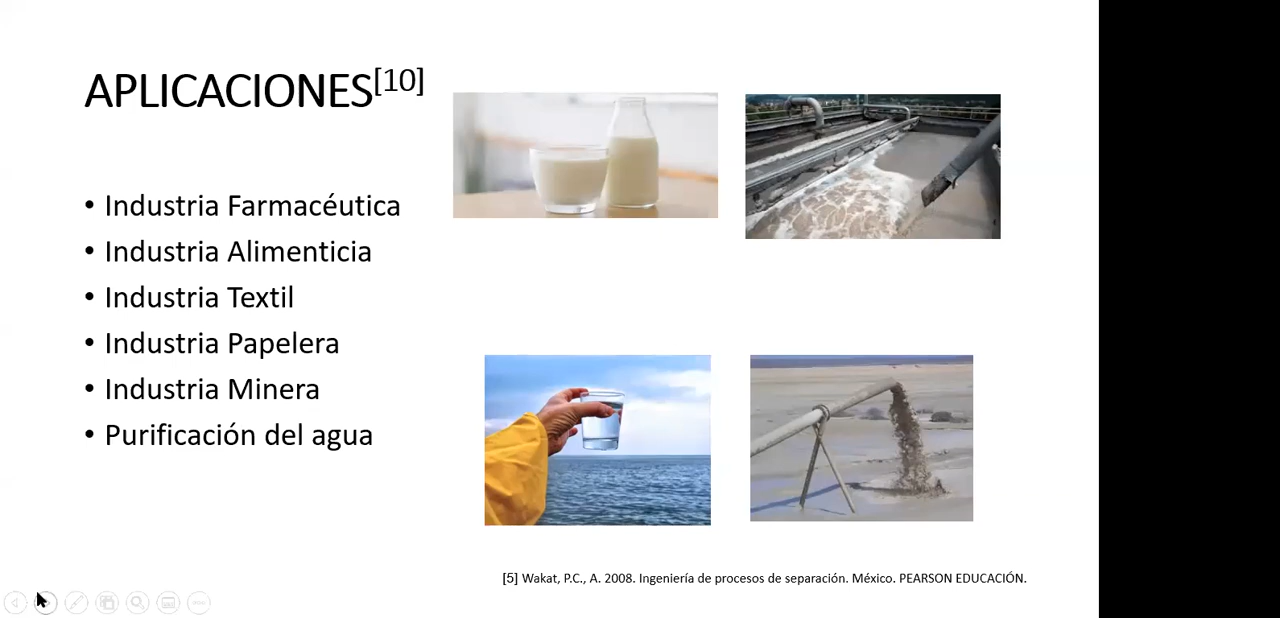 APLICACIONES[10]
• Industria Farmacéutica
• Industria Alimenticia
• Industria Textil
• Industria Papelera
• Industria Minera
• Purificación del agua
[5] Wakat, P.C., A. 2008. Ingeniería de procesos de separación. México. PEARSON EDUCACIÓN.